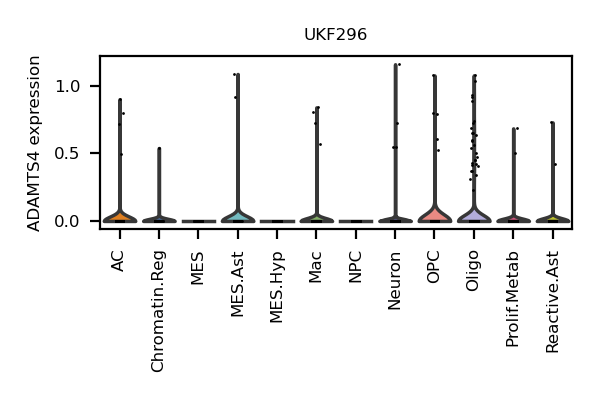 UKF296
ADAMTS4 expression
1.0
0.5
0.0
AC
Chromatin.Reg
MES
MES.Ast
MES.Hyp
Mac
NPC
Neuron
OPC
Oligo
Prolif.Metab
Reactive.Ast